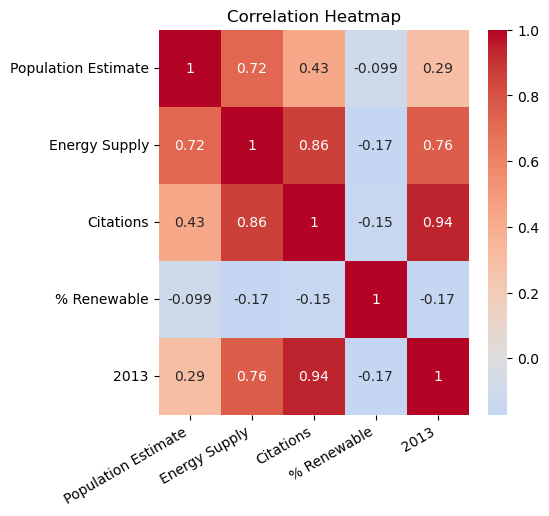 Correlation Heatmap
Population Estimate 1 0.72 0.43 -0.099 0.29
Energy Supply 0.72 1 0.86 -0.17 0.76
Citations 0.43 0.86 1 -0.15 0.94
% Renewable -0.099 -0.17 -0.15 1 -0.17
2013 0.29 0.76 0.94 -0.17 1
Population Estimate Energy Supply Citations % Renewable 2013
1.0
0.8
0.6
0.4
0.2
0.0